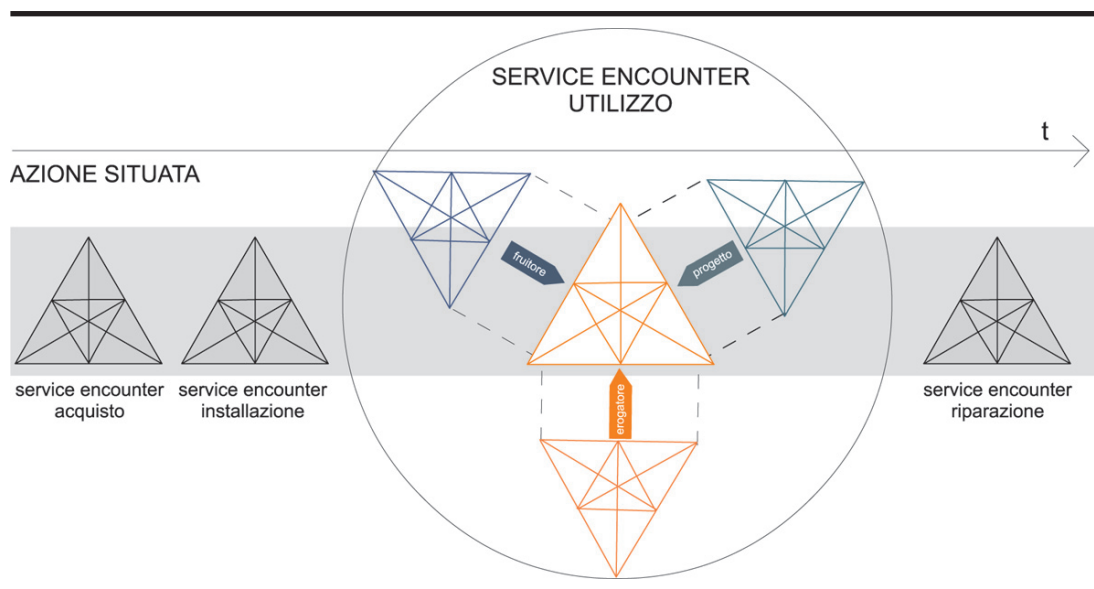 SERVICE ENCOUNTER
UTILIZZO
t
AZIONE SITUATA
fruitore
progetto
erogatore
service encounter
acquisto
service encounter
installazione
service encounter
riparazione